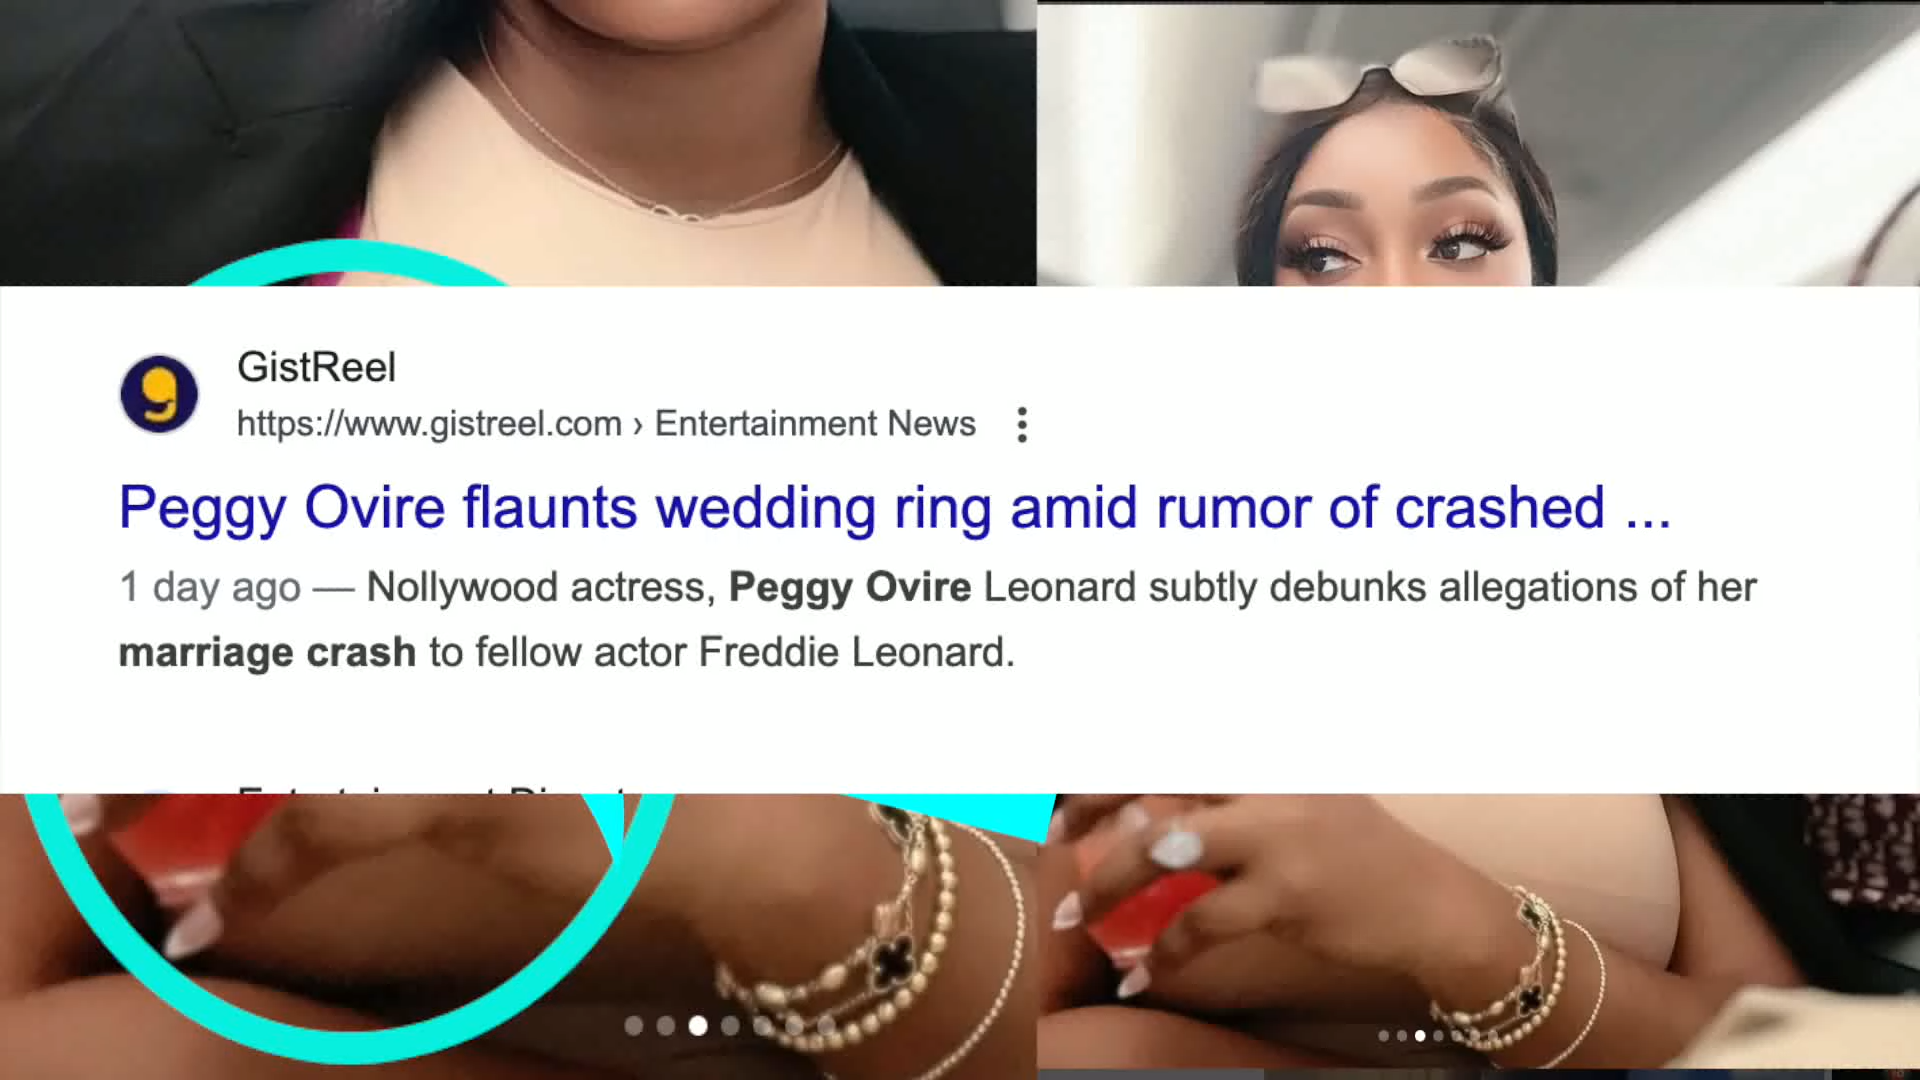 GistReel
https://www.gistreel.com › Entertainment News
Peggy Ovire flaunts wedding ring amid rumor of crashed ...
1 day ago — Nollywood actress, Peggy Ovire Leonard subtly debunks allegations of her
marriage crash to fellow actor Freddie Leonard.